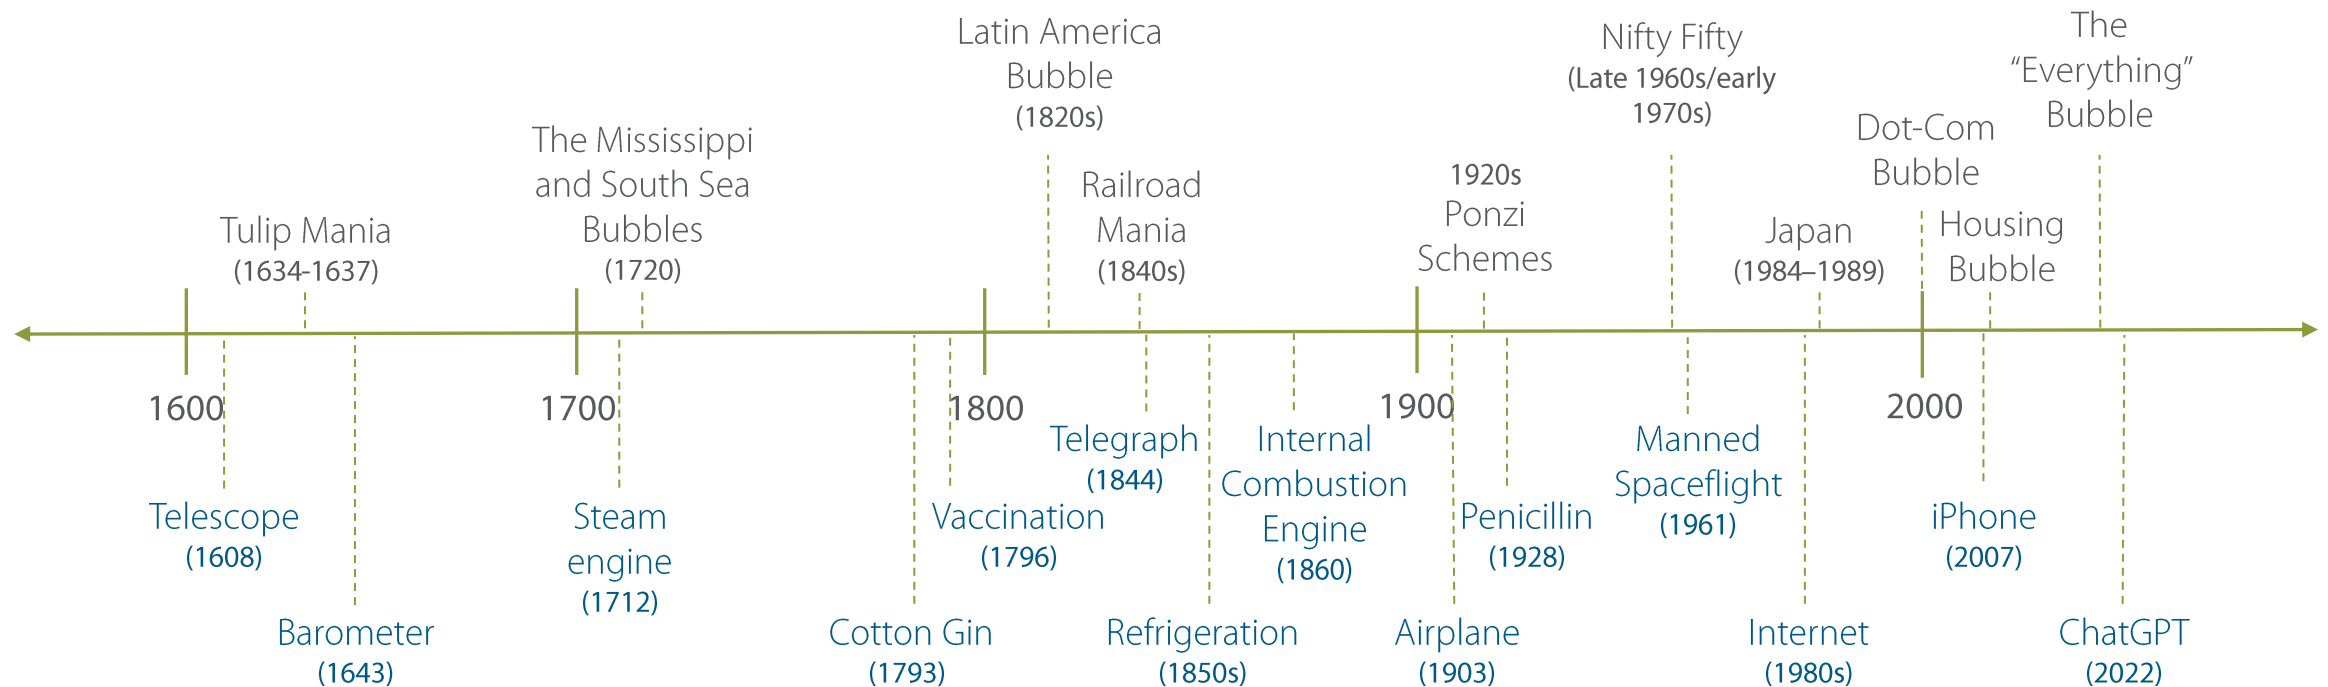 Tulip Mania
(1634-1637)
The Mississippi
and South Sea
Bubbles
(1720)
Latin America
Bubble
(1820s)
Railroad
Mania
(1840s)
1920s
Ponzi
Schemes
Nifty Fifty
(Late 1960s/early
1970s)
Japan
(1984–1989)
Dot-Com
Bubble
Housing
Bubble
The
“Everything”
Bubble
1600
1700
1800
1900
2000
Telescope
(1608)
Barometer
(1643)
Steam
engine
(1712)
Cotton Gin
(1793)
Vaccination
(1796)
Telegraph
(1844)
Refrigeration
(1850s)
Internal
Combustion
Engine
(1860)
Airplane
(1903)
Penicillin
(1928)
Manned
Spaceflight
(1961)
Internet
(1980s)
iPhone
(2007)
ChatGPT
(2022)